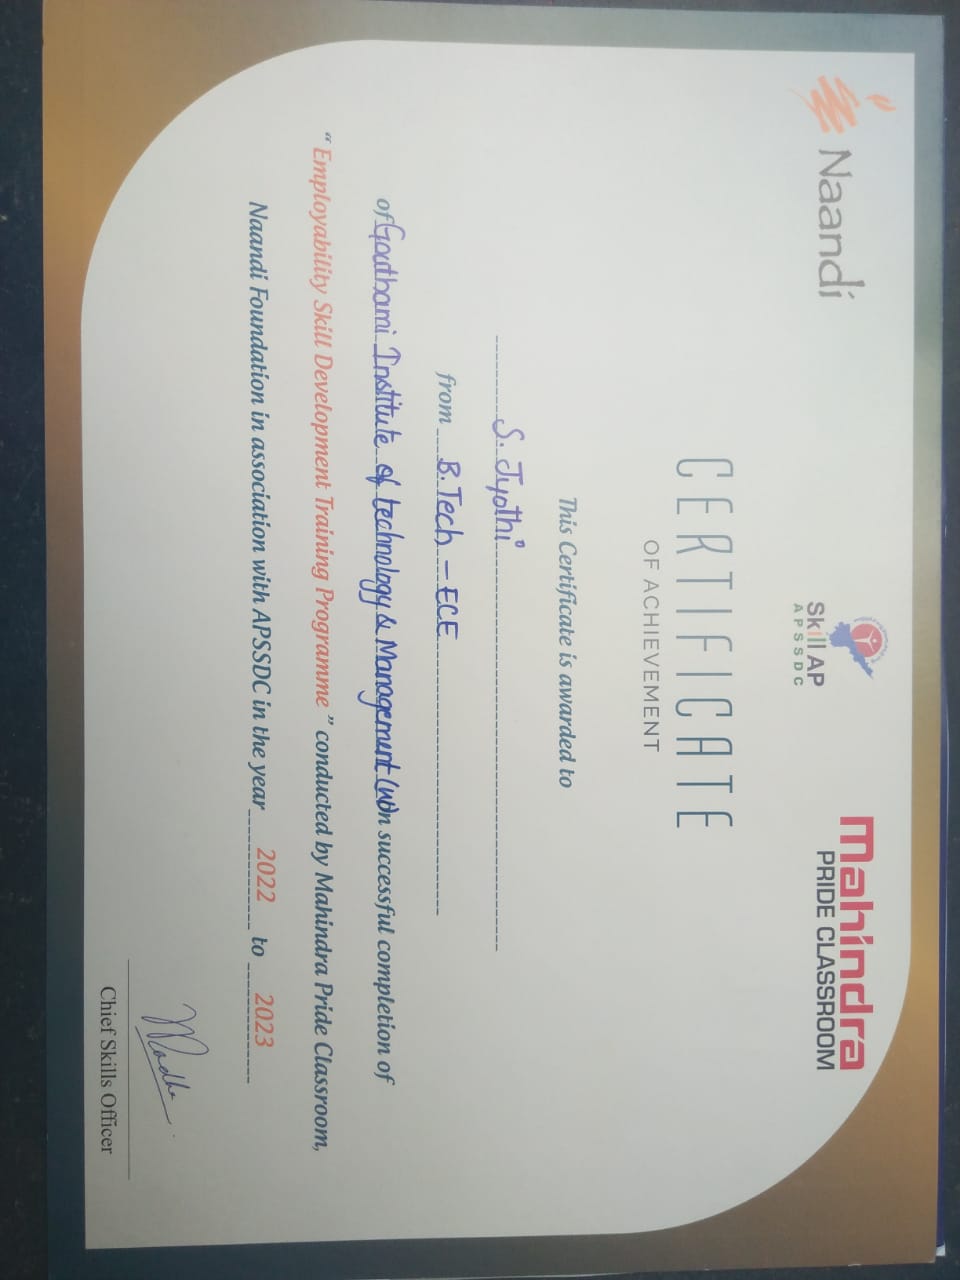 Naandi
Skill AP
APSSDC
Mahindra
PRIDE CLASSROOM
CERTIFICATE
OF ACHIEVEMENT
This Certificate is awarded to
S. Jyothi
from B.Tech - ECE
of Gouthami Institute of technology & Management (W) on successful completion of
" Employability Skill Development Training Programme " conducted by Mahindra Pride Classroom,
Naandi Foundation in association with APSSDC in the year 2022 to 2023
Chief Skills Officer